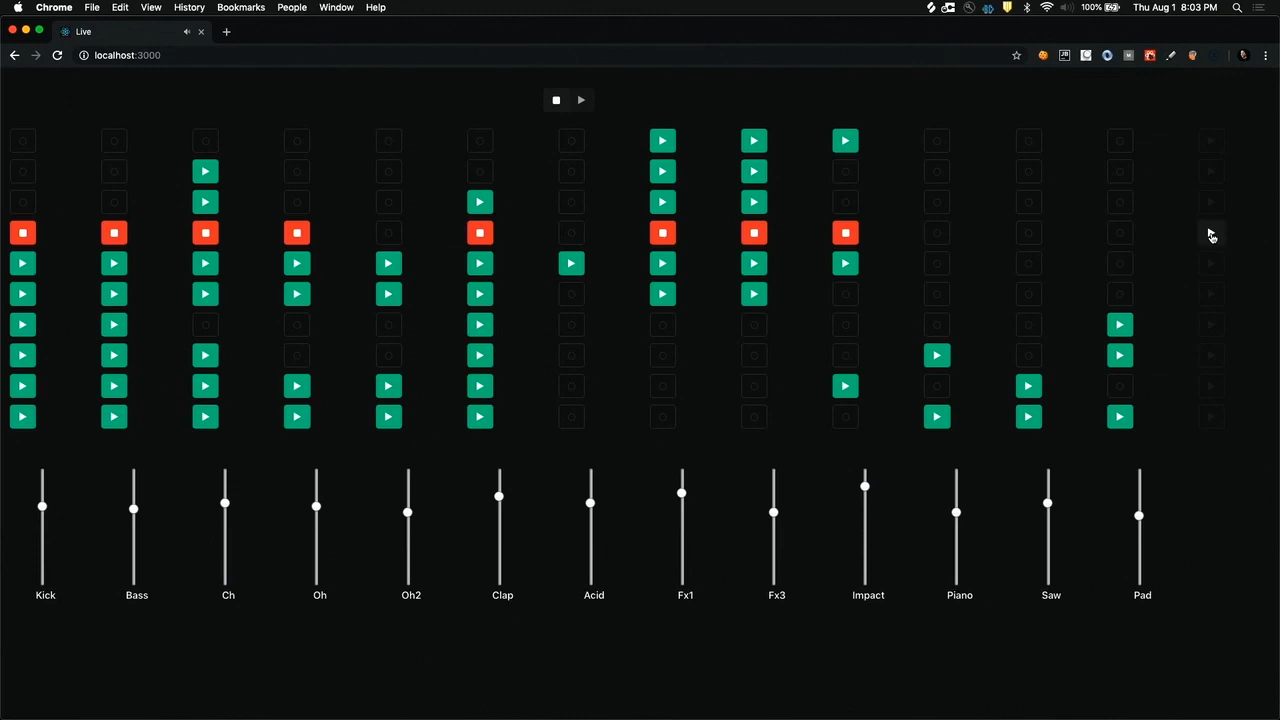 Chrome File Edit View History Bookmarks People Window Help 100% Thu Aug 1 8:03 PM
Live
localhost:3000
Kick Bass Ch Oh Oh2 Clap Acid Fx1 Fx3 Impact Piano Saw Pad